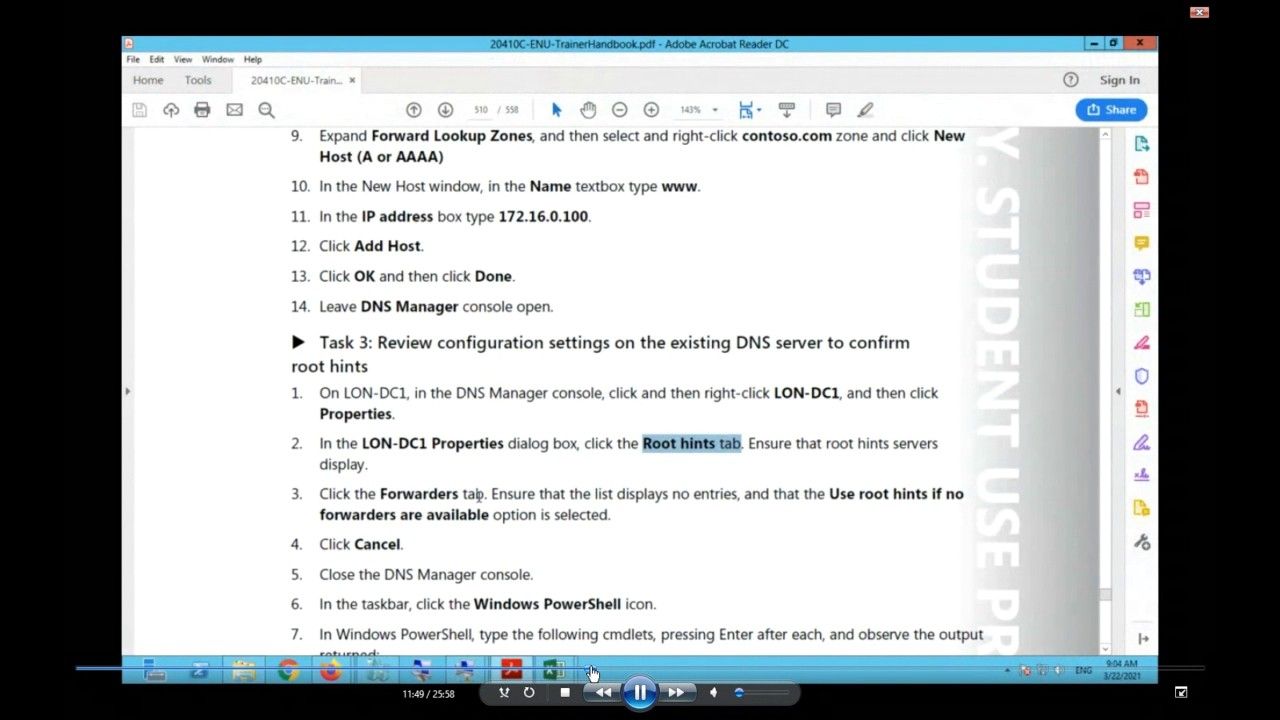 20410C-ENU-TrainerHandbook.pdf - Adobe Acrobat Reader DC
File Edit View Window Help
Home Tools 20410C-ENU-Train... × Sign In
510 / 558 143% Share
9. Expand Forward Lookup Zones, and then select and right-click contoso.com zone and click New
Host (A or AAAA)
10. In the New Host window, in the Name textbox type www.
11. In the IP address box type 172.16.0.100.
12. Click Add Host.
13. Click OK and then click Done.
14. Leave DNS Manager console open.
Task 3: Review configuration settings on the existing DNS server to confirm
root hints
1. On LON-DC1, in the DNS Manager console, click and then right-click LON-DC1, and then click
Properties.
2. In the LON-DC1 Properties dialog box, click the Root hints tab. Ensure that root hints servers
display.
3. Click the Forwarders tab. Ensure that the list displays no entries, and that the Use root hints if no
forwarders are available option is selected.
4. Click Cancel.
5. Close the DNS Manager console.
6. In the taskbar, click the Windows PowerShell icon.
7. In Windows PowerShell, type the following cmdlets, pressing Enter after each, and observe the output
returned:
Y. STUDENT USE PR
ENG 9:04 AM
3/22/2021
11:49 / 25:58